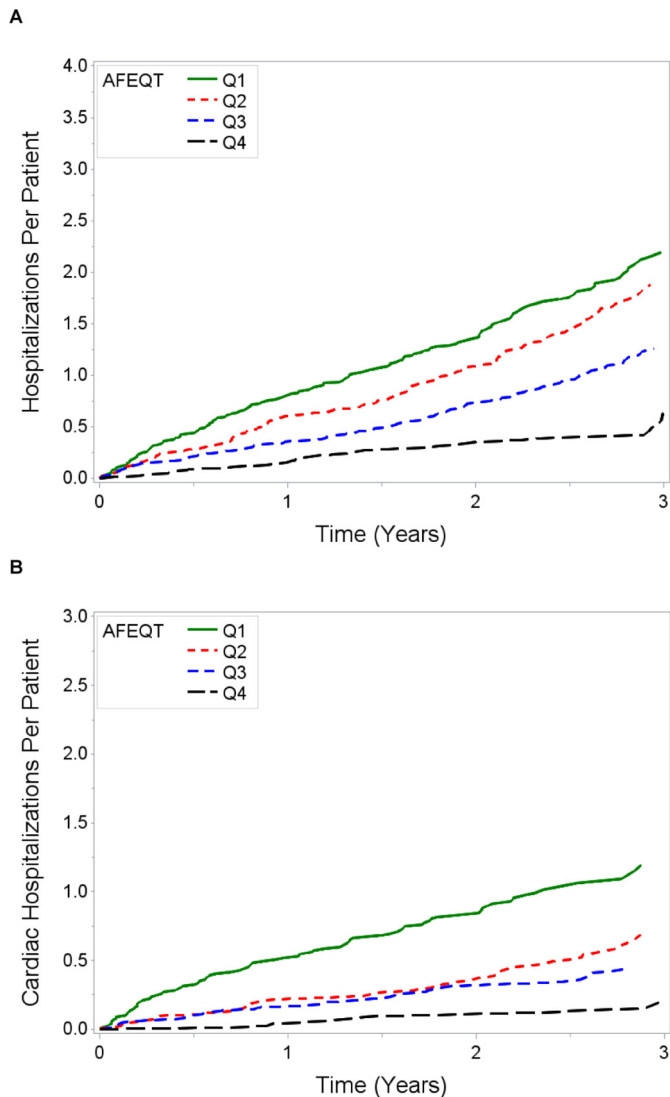 A
Hospitalizations Per Patient
AFEQT
Q1
Q2
Q3
Q4
4.0
3.5
3.0
2.5
2.0
1.5
1.0
0.5
0.0
0 1 2 3
Time (Years)
B
Cardiac Hospitalizations Per Patient
AFEQT
Q1
Q2
Q3
Q4
3.0
2.5
2.0
1.5
1.0
0.5
0.0
0 1 2 3
Time (Years)